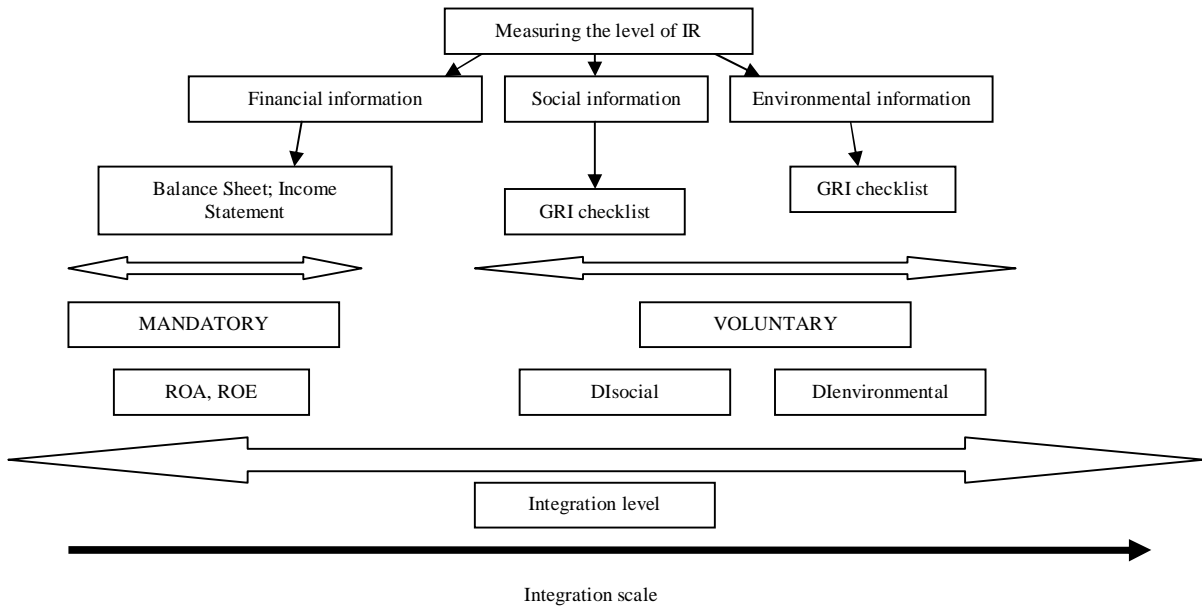 Measuring the level of IR
Financial information
Social information
Environmental information
Balance Sheet; Income
Statement
GRI checklist
GRI checklist
MANDATORY
VOLUNTARY
ROA, ROE
DIsocial
DIenvironmental
Integration level
Integration scale